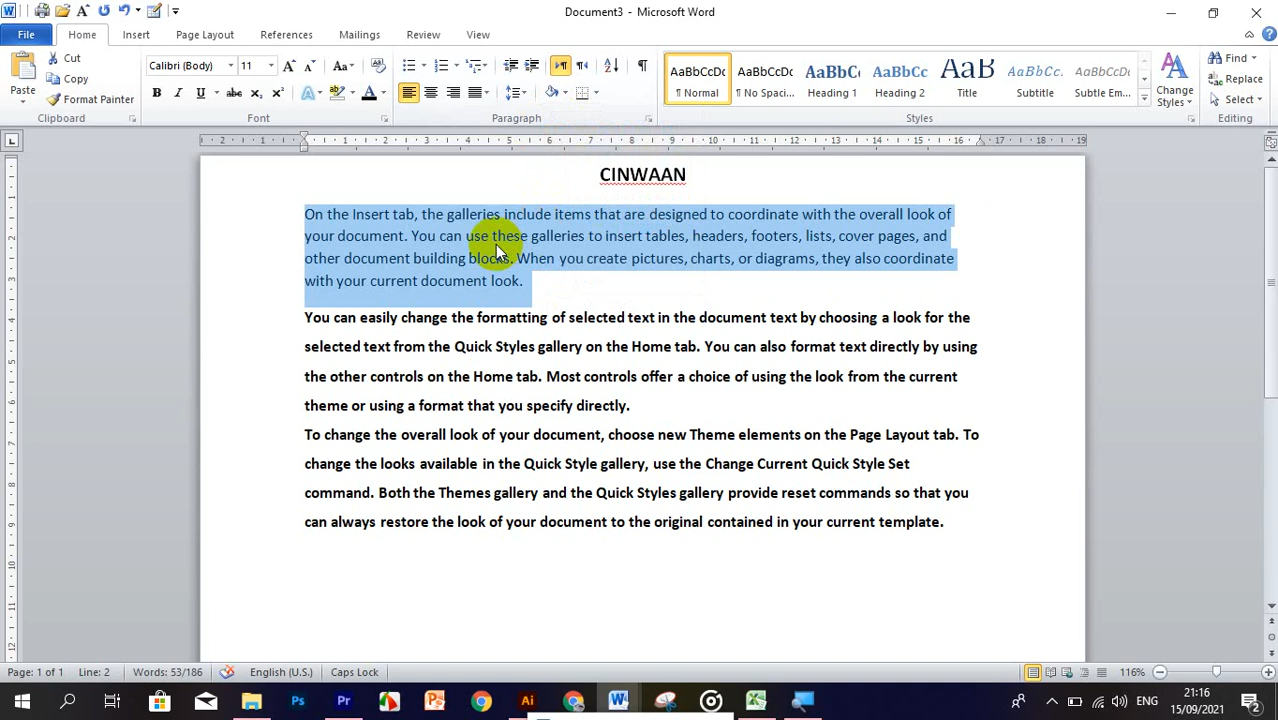 Document3 - Microsoft Word
File Home Insert Page Layout References Mailings Review View
Cut
Copy
Format Painter
Paste
Calibri (Body) 11
AaBbCcDc AaBbCcDc AaBbC AaBbCc AaB AaBbCc. AaBbCcDc
¶ Normal ¶ No Spaci... Heading 1 Heading 2 Title Subtitle Subtle Em...
Change
Styles
Find
Replace
Select
Clipboard Font Paragraph Styles Editing
CINWAAN
On the Insert tab, the galleries include items that are designed to coordinate with the overall look of
your document. You can use these galleries to insert tables, headers, footers, lists, cover pages, and
other document building blocks. When you create pictures, charts, or diagrams, they also coordinate
with your current document look.
You can easily change the formatting of selected text in the document text by choosing a look for the
selected text from the Quick Styles gallery on the Home tab. You can also format text directly by using
the other controls on the Home tab. Most controls offer a choice of using the look from the current
theme or using a format that you specify directly.
To change the overall look of your document, choose new Theme elements on the Page Layout tab. To
change the looks available in the Quick Style gallery, use the Change Current Quick Style Set
command. Both the Themes gallery and the Quick Styles gallery provide reset commands so that you
can always restore the look of your document to the original contained in your current template.
Page: 1 of 1 Line: 2 Words: 53/186 English (U.S.) Caps Lock 116%
ENG 21:16
15/09/2021